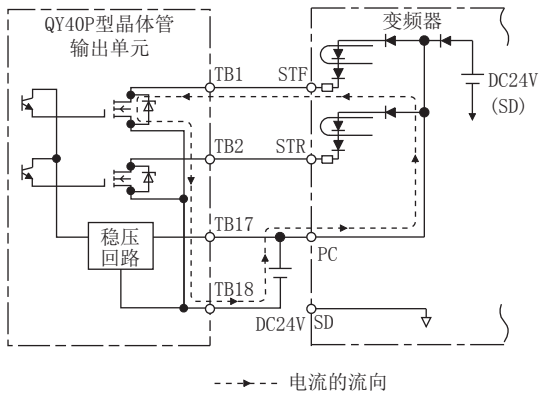 QY40P型晶体管
输出单元
变频器
TB1
STF
DC24V
(SD)
TB2
STR
稳压
回路
TB17
PC
TB18
DC24V
SD
电流的流向